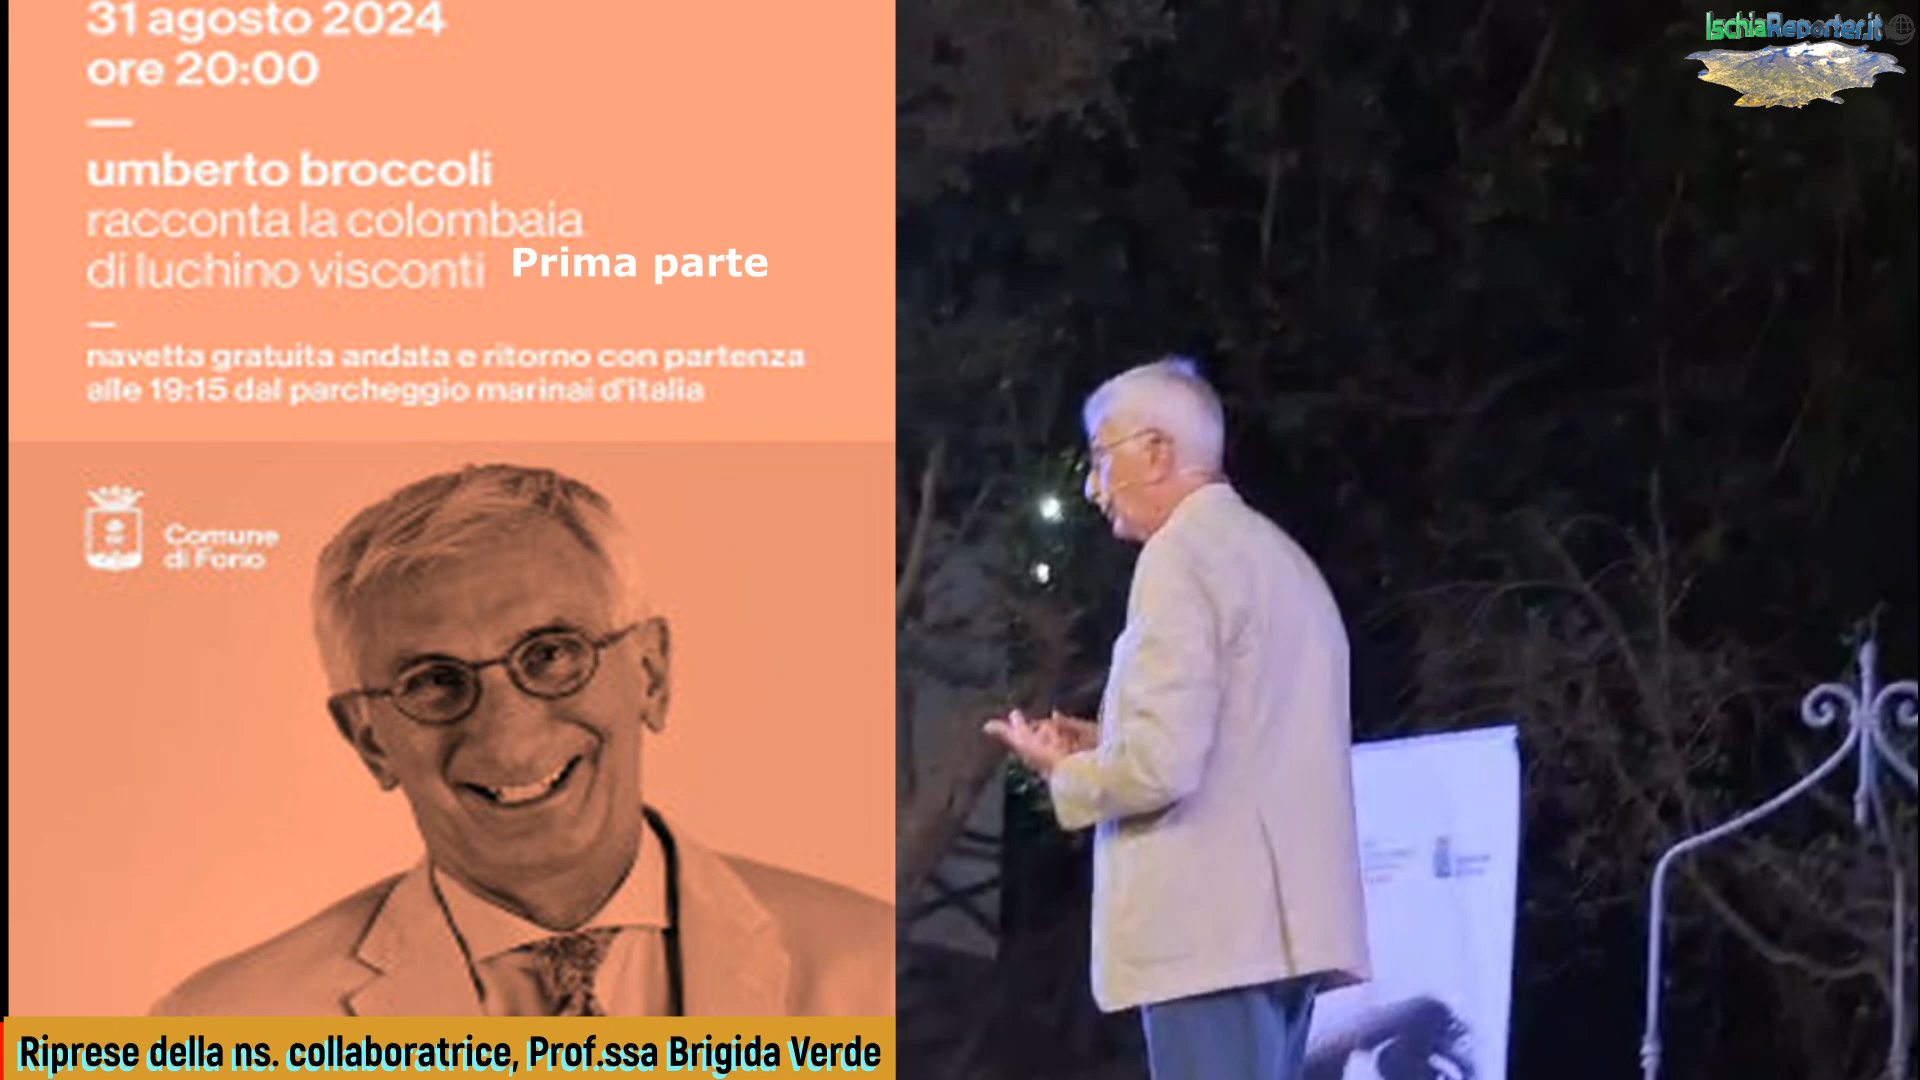 31 agosto 2024
ore 20:00
umberto broccoli
racconta la colombaia
di luchino visconti
Prima parte
navetta gratuita andata e ritorno con partenza
alle 19:15 dal parcheggio marinai d'italia
Comune
di Forio
Riprese della ns. collaboratrice, Prof.ssa Brigida Verde
IschiaReporter.it